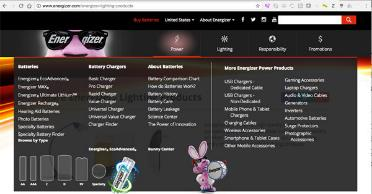 www.energizer.com/energizer-lighting-products
Buy Batteries United States About Energizer
Energizer
Power Lighting Responsibility Promotions
Batteries
Energizer EcoAdvanced
Energizer MAX
Energizer Ultimate Lithium
Energizer Recharge
Hearing Aid Batteries
Photo Batteries
Specialty Batteries
Specialty Battery Finder
Browse by Type
AA AAA C D 9V Specialty
Battery Chargers
Basic Charger
Pro Charger
Rapid Charger
Value Charger
Universal Charger
Universal Value Charger
Charger Finder
Energizer EcoAdvanced
About Batteries
Battery Comparison Chart
How do Batteries Work?
Battery History
Battery Care
Battery Leakage
Science Center
The Power of Innovation
Bunny Center
More Energizer Power Products
USB Chargers -
Dedicated Cable
USB Chargers -
Non-Dedicated
Mobile Phone & Tablet
Chargers
Charging Cables
Wireless Accessories
Smartphone & Tablet Cases
Other Mobile Accessories
Gaming Accessories
Laptop Chargers
Audio & Video Cables
Generators
Inverters
Automotive Batteries
Surge Protectors
Photographic
Accessories